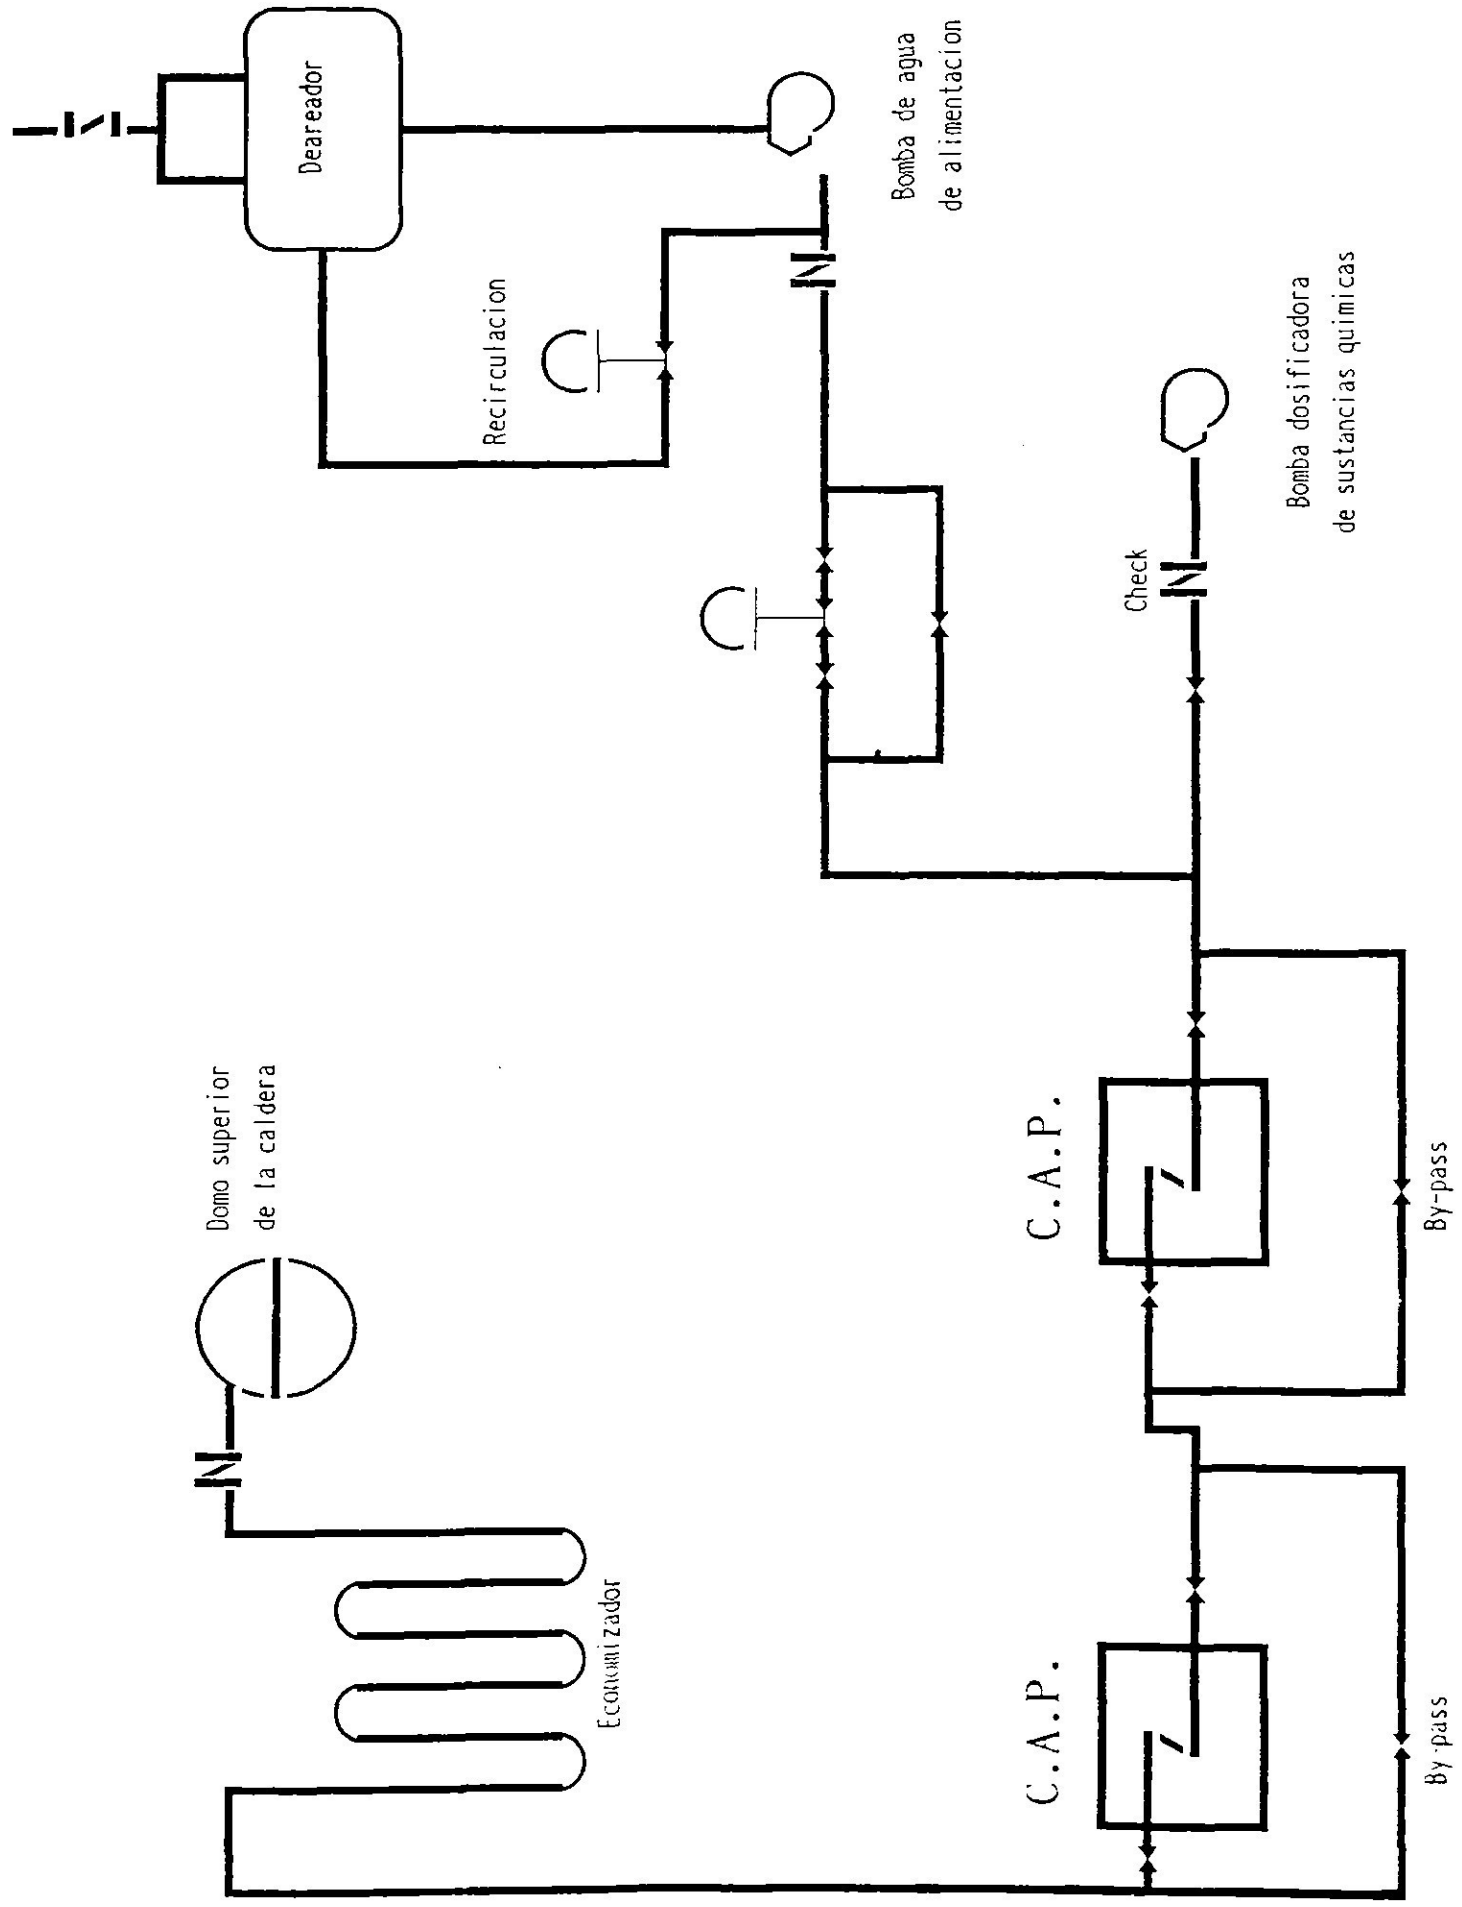 Domo superior
de la caldera
Economizador
Deareador
Recirculacion
Bomba de agua
de alimentacion
Check
Bomba dosificadora
de sustancias quimicas
C.A.P.
C.A.P.
By-pass
By-pass